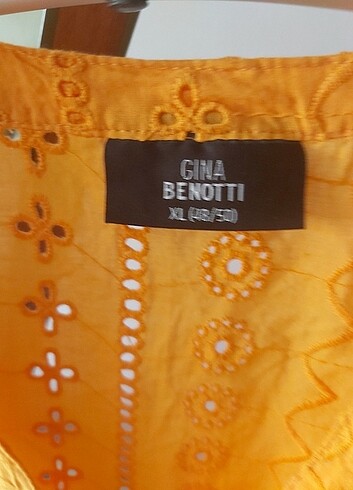 GINA
BENOTTI
XL (48/50)